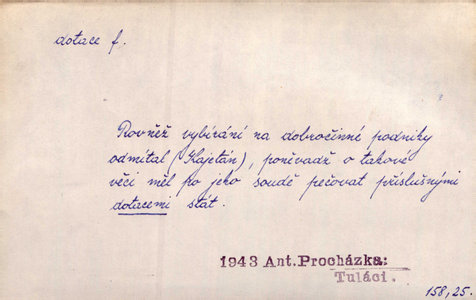 dotace f.
Rovněž vybírání na dobročinné podniky
odmítal (Kajetán), poněvadž o takové
věci měl po jeho soudě pečovat příslušnými
dotacemi stát.
1943 Ant.Procházka:
Tuláci.
158,25.